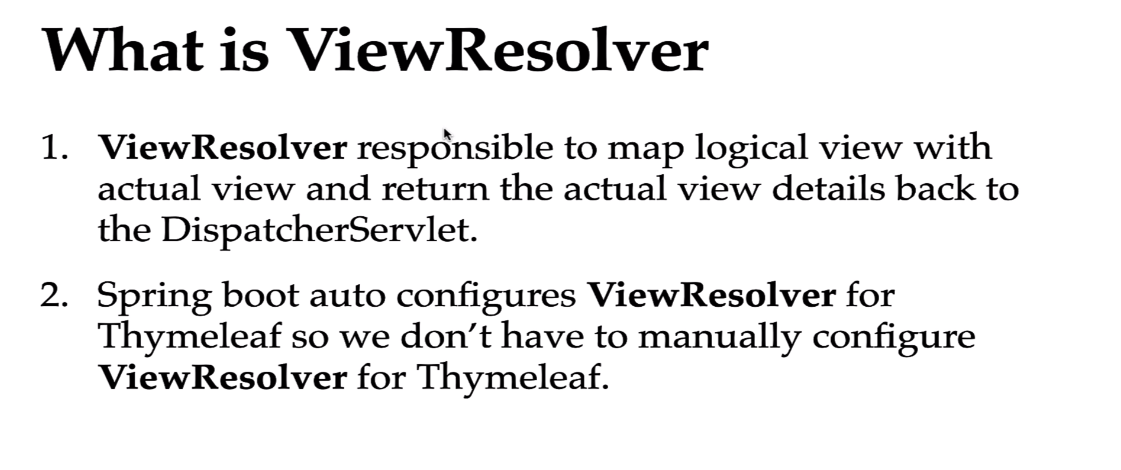 What is ViewResolver
1. ViewResolver responsible to map logical view with
actual view and return the actual view details back to
the DispatcherServlet.
2. Spring boot auto configures ViewResolver for
Thymeleaf so we don't have to manually configure
ViewResolver for Thymeleaf.